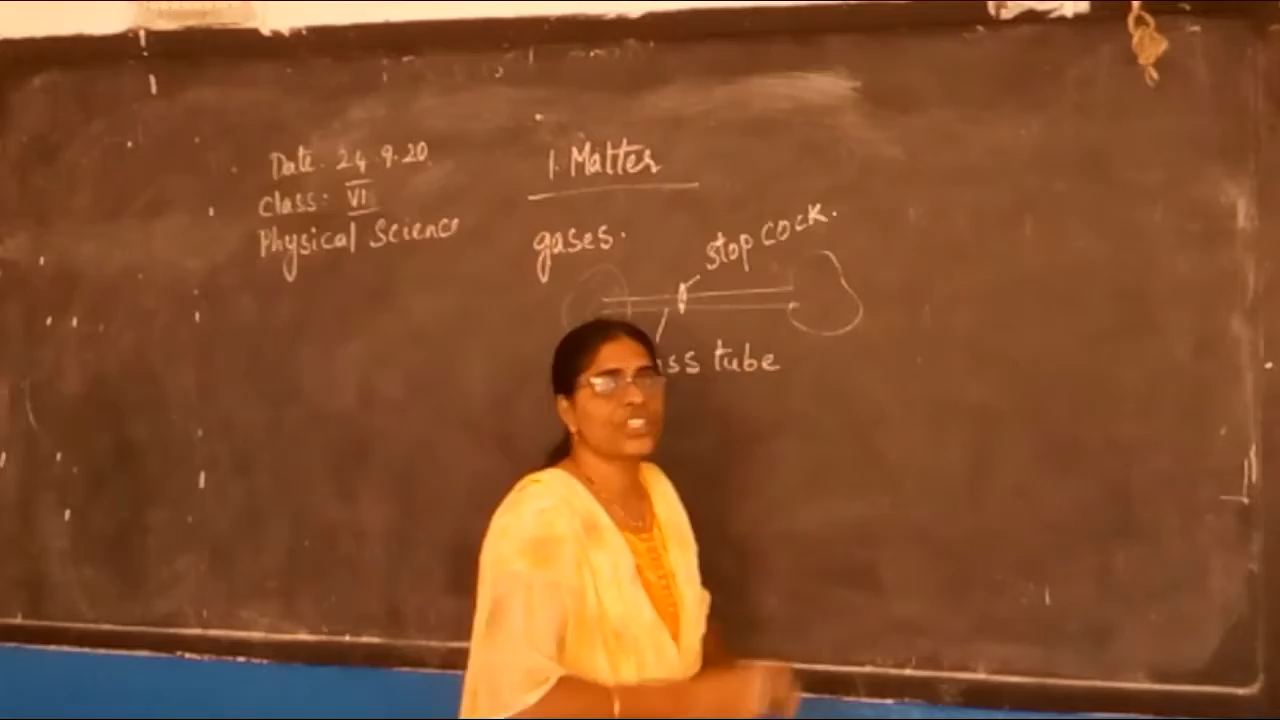 Date. 24.9.20
class: VI
Physical Science
1. Matter
gases.
stop cock.
tube